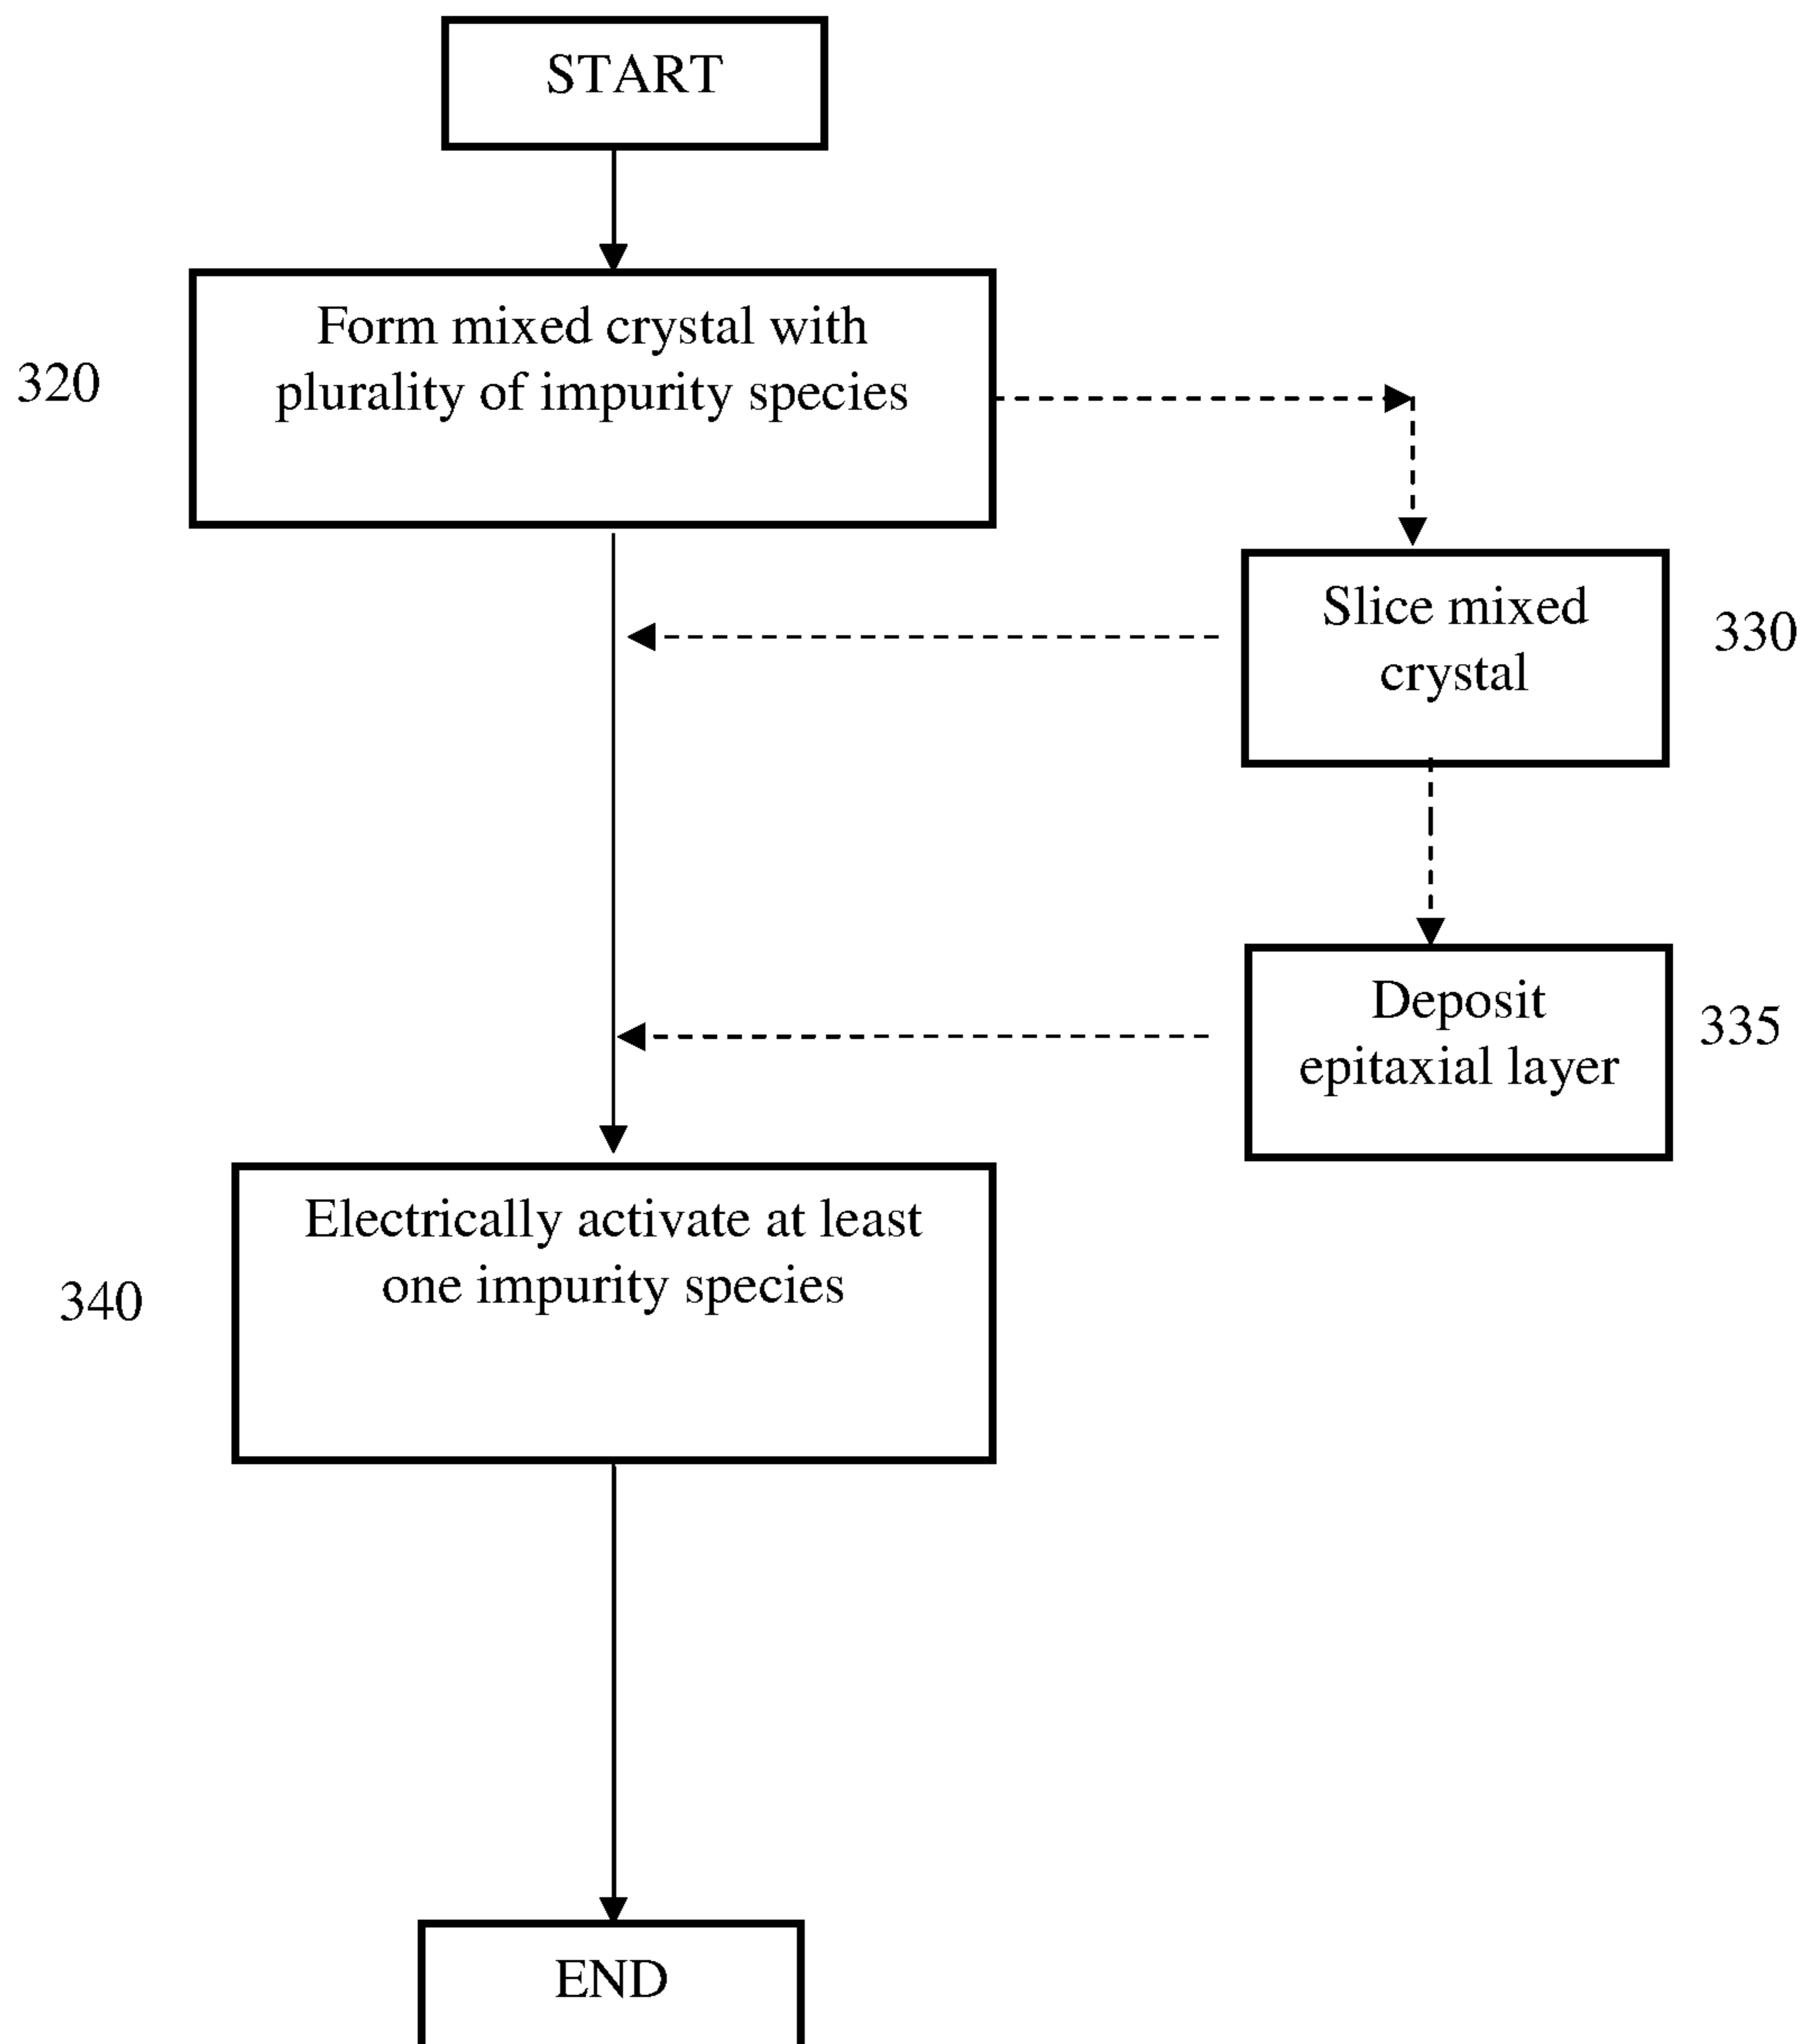 START
320
Form mixed crystal with
plurality of impurity species
Slice mixed
crystal
330
Deposit
epitaxial layer
335
340
Electrically activate at least
one impurity species
END